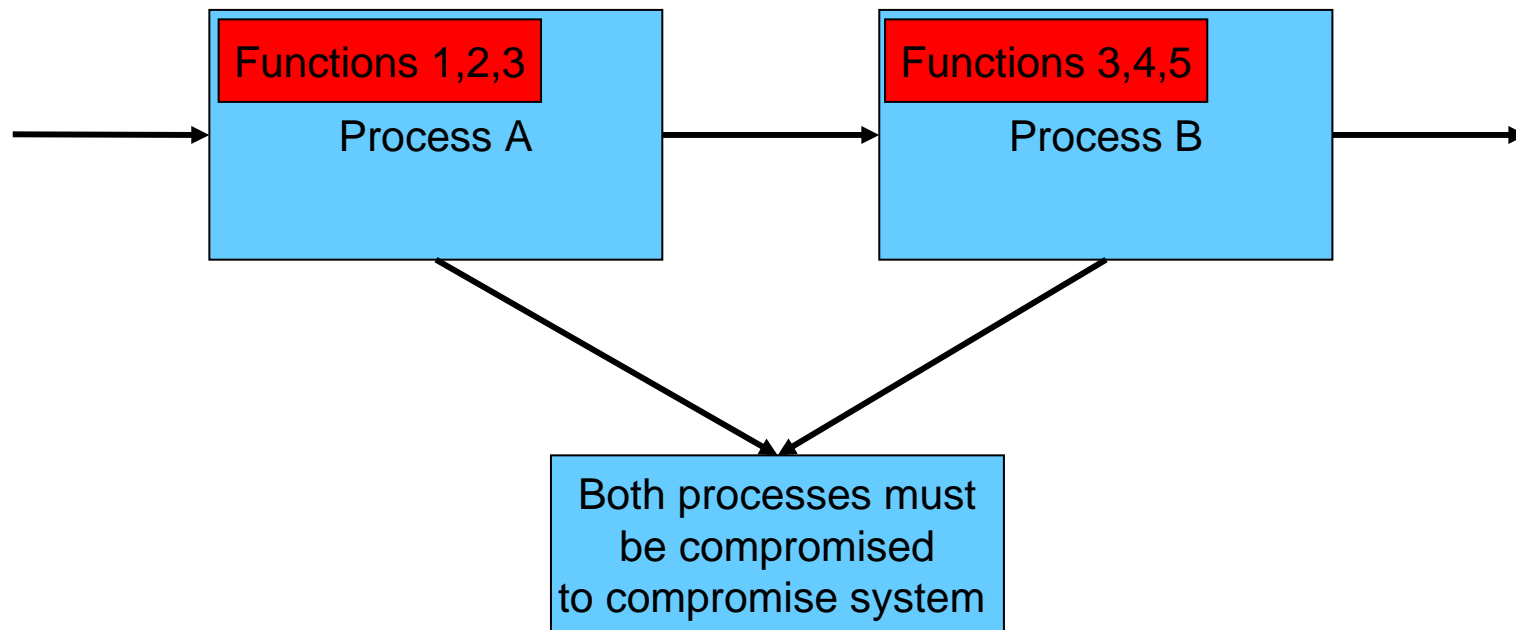 Functions 1,2,3
Process A
Functions 3,4,5
Process B
Both processes must
be compromised
to compromise system